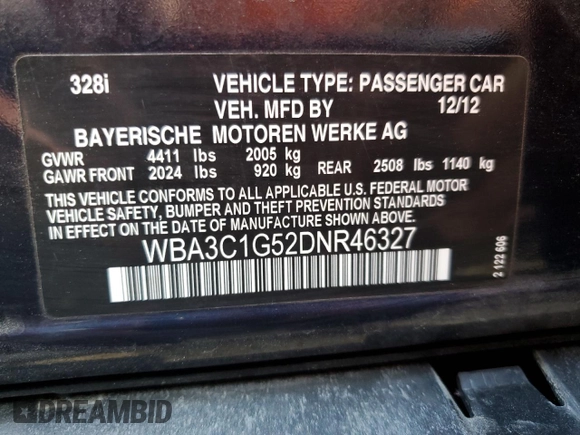 328i VEHICLE TYPE: PASSENGER CAR
VEH. MFD BY 12/12
BAYERISCHE MOTOREN WERKE AG
GVWR 4411 lbs 2005 kg
GAWR FRONT 2024 lbs 920 kg REAR 2508 lbs 1140 kg
THIS VEHICLE CONFORMS TO ALL APPLICABLE U.S. FEDERAL MOTOR
VEHICLE SAFETY, BUMPER AND THEFT PREVENTION STANDARDS
IN EFFECT ON THE DATE OF MANUFACTURE SHOWN ABOVE.
WBA3C1G52DNR46327
2 122 606
DREAMBID